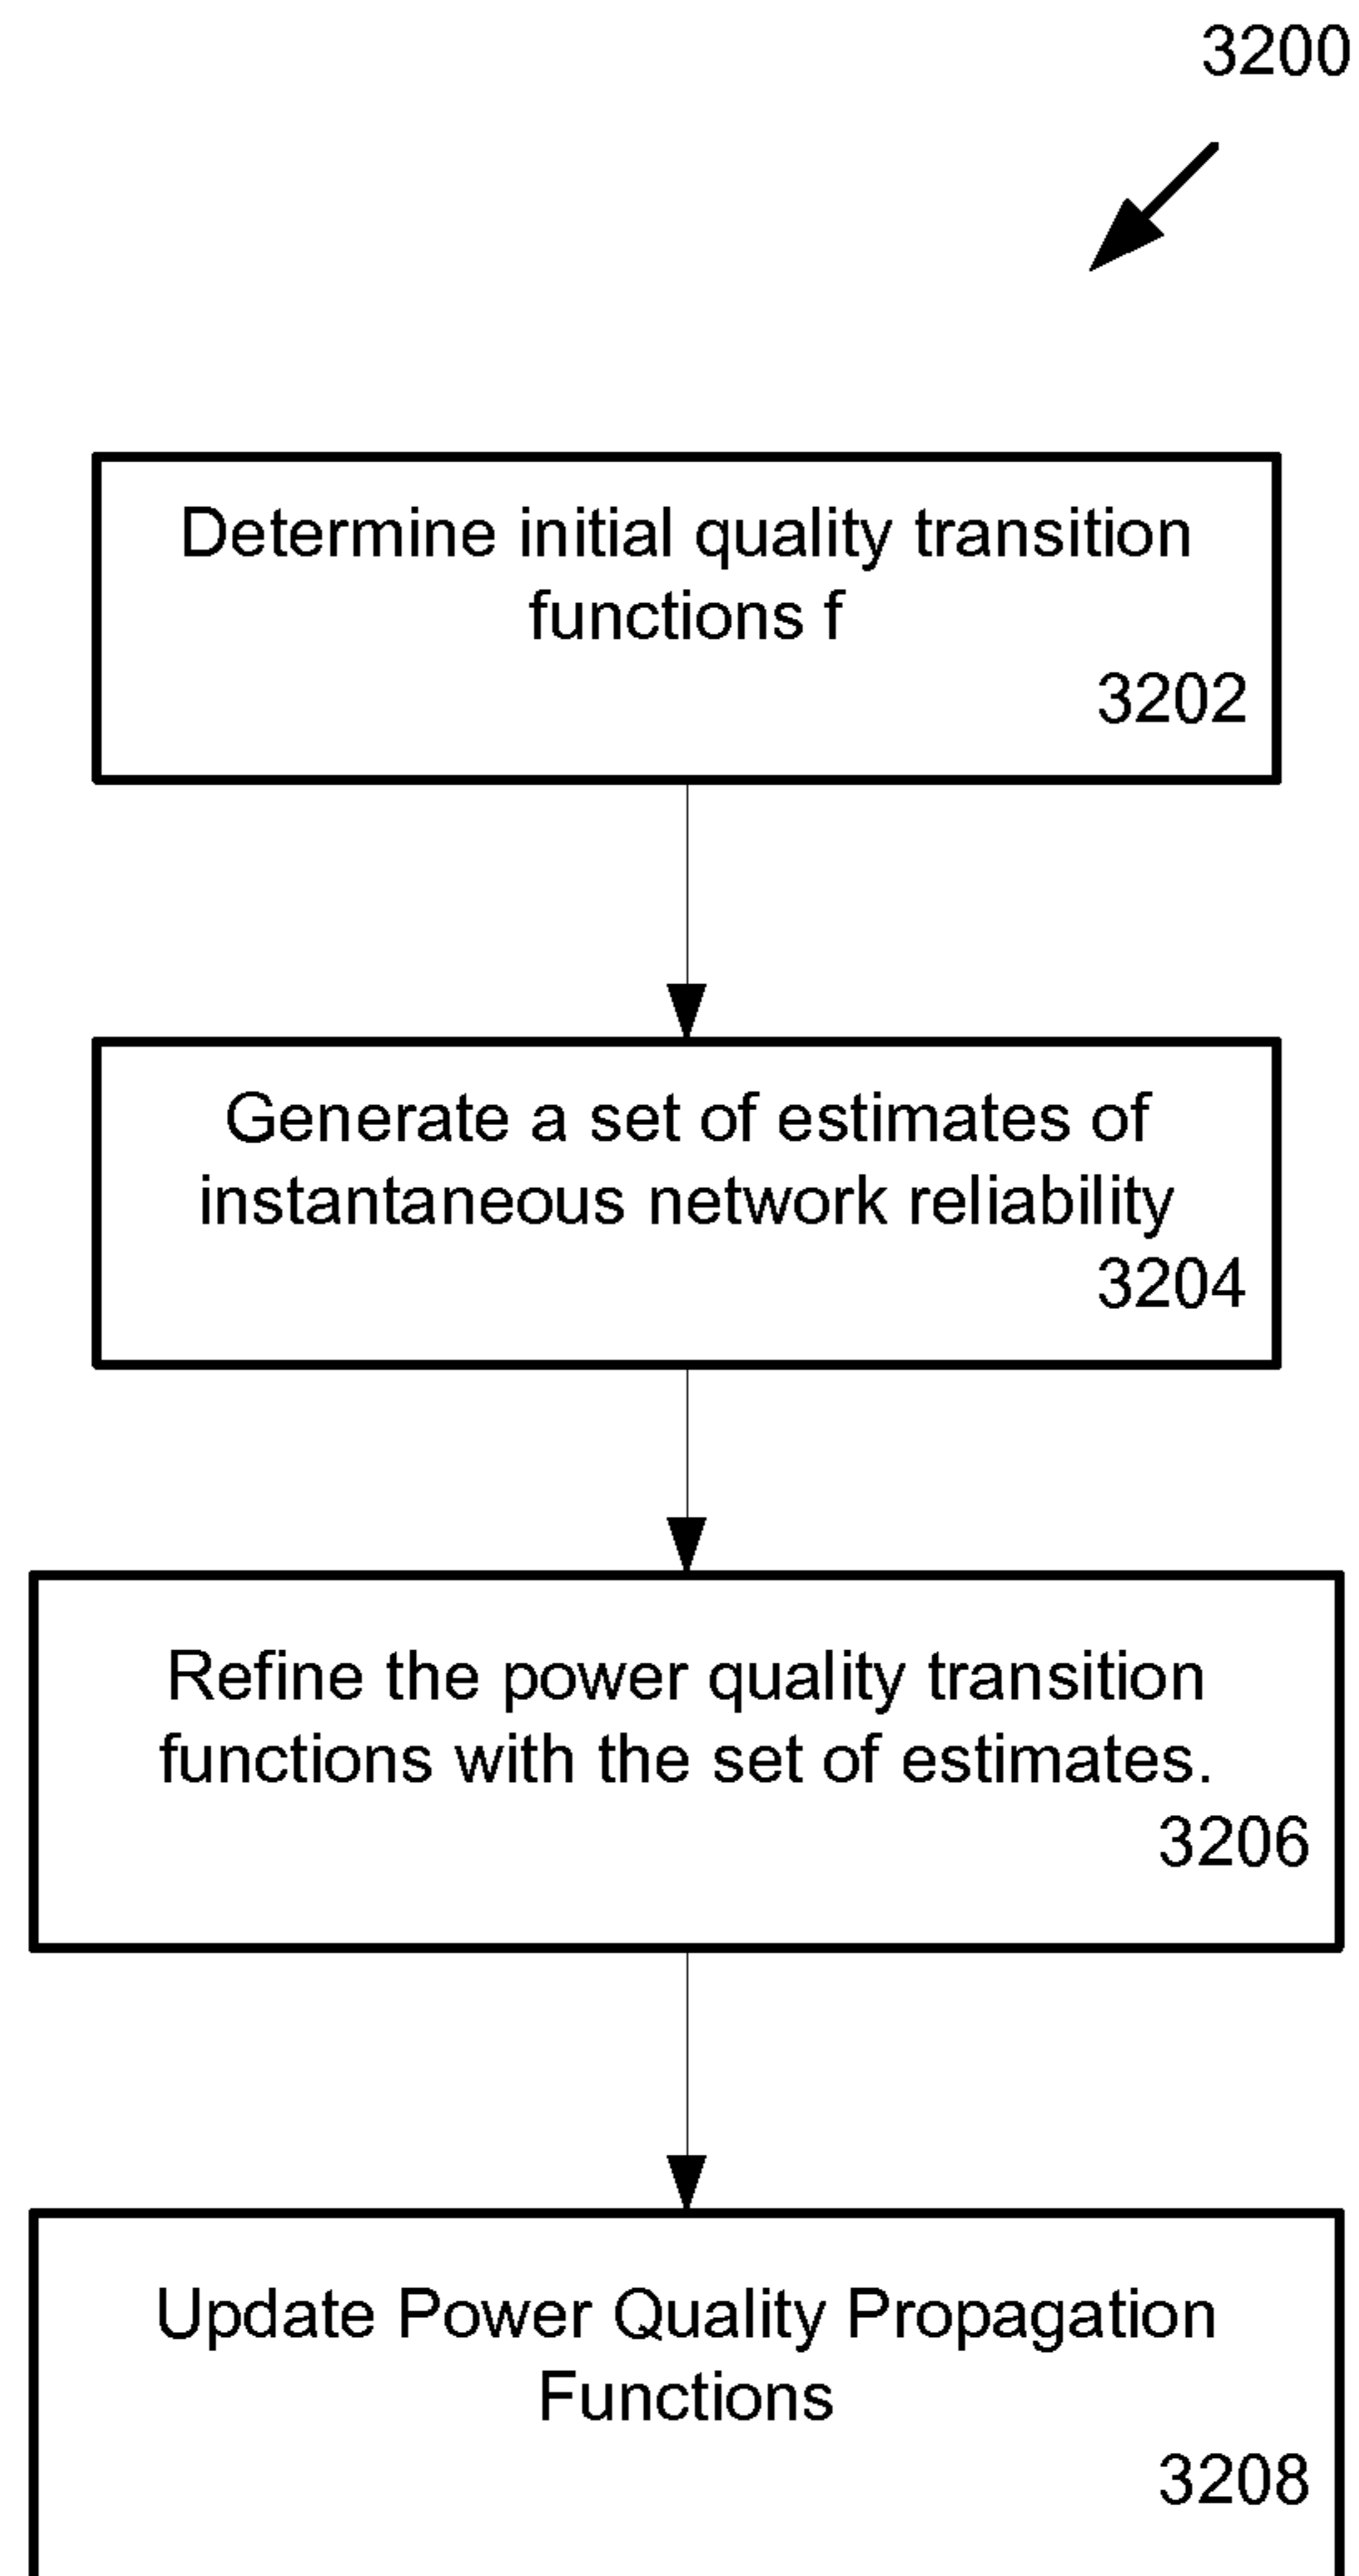 3200
Determine initial quality transition
functions f
3202
Generate a set of estimates of
instantaneous network reliability
3204
Refine the power quality transition
functions with the set of estimates.
3206
Update Power Quality Propagation
Functions
3208